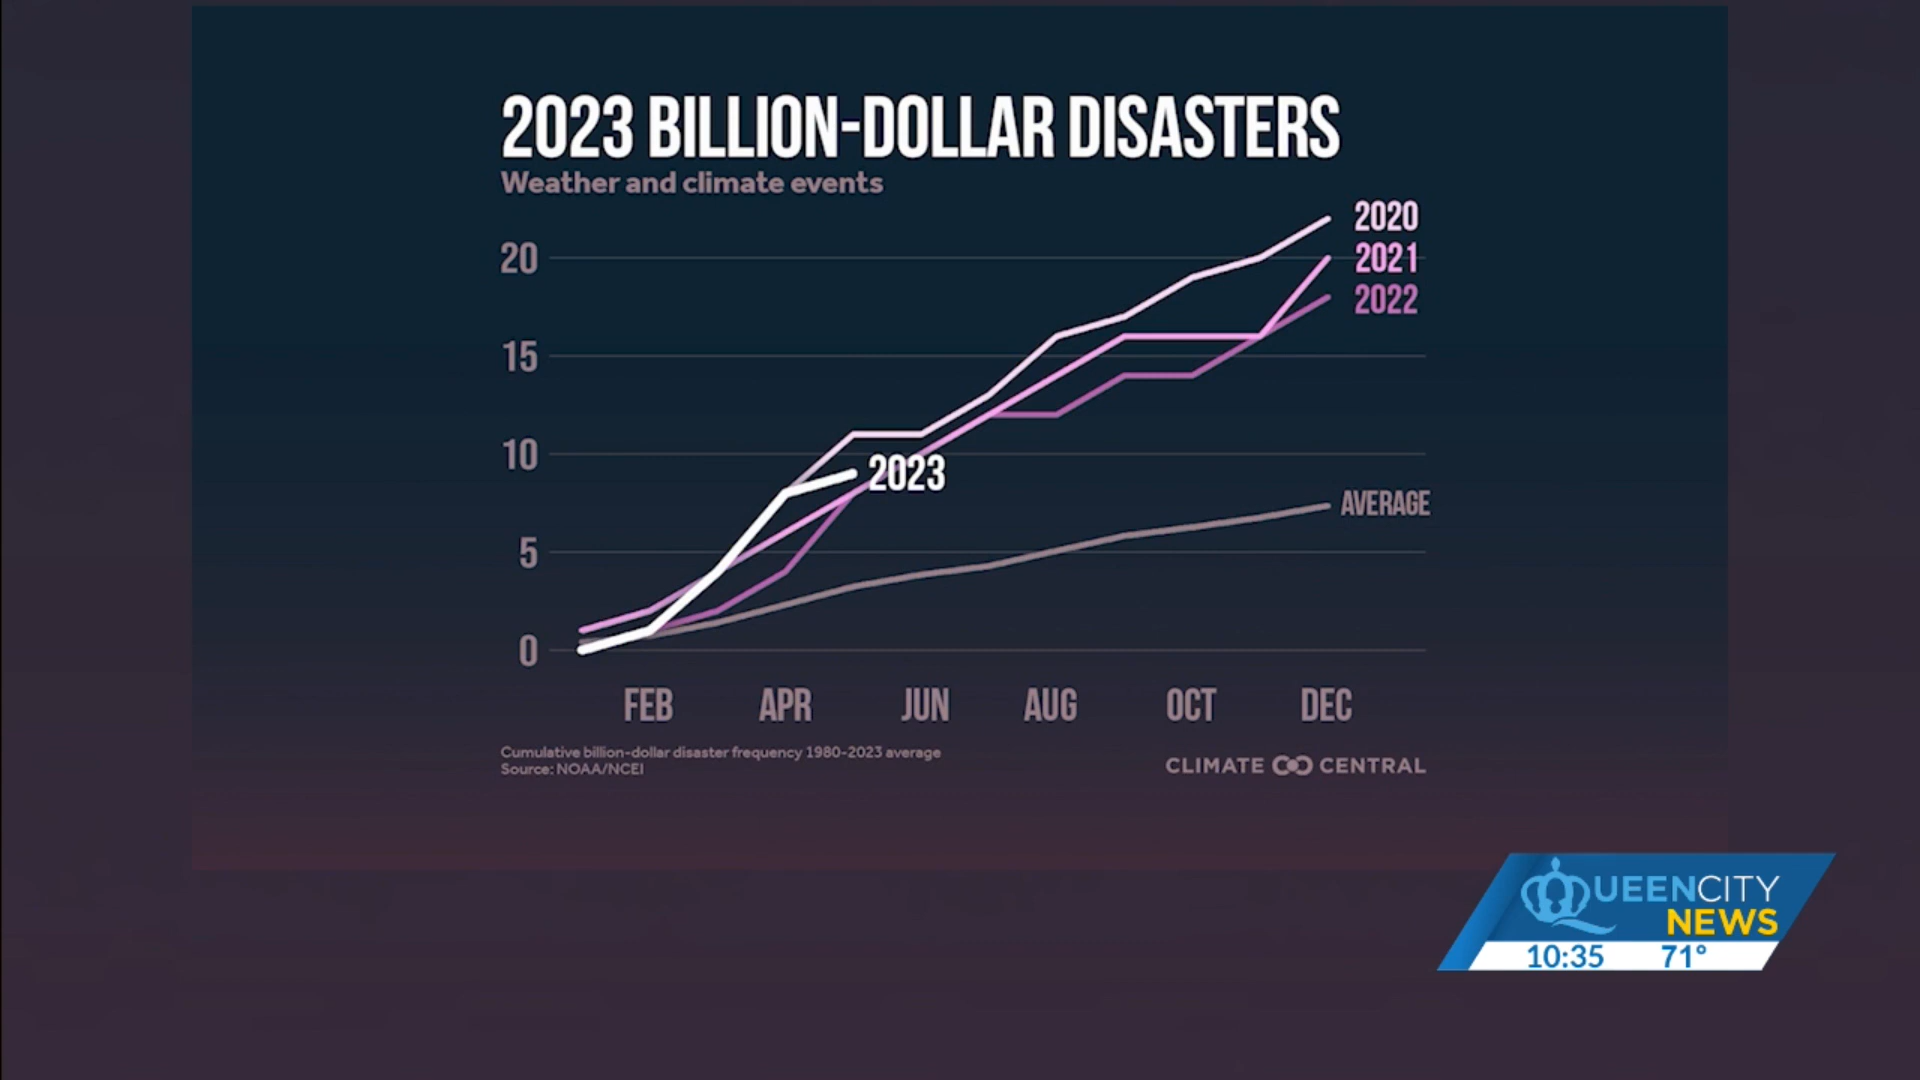 2023 BILLION-DOLLAR DISASTERS
Weather and climate events
2020
20
2021
2022
15
10
2023
AVERAGE
5
0
FEB APR JUN AUG OCT DEC
Cumulative billion-dollar disaster frequency 1980-2023 average
Source: NOAA/NCEI
CLIMATE CENTRAL
QUEENCITY
NEWS
10:35 71°